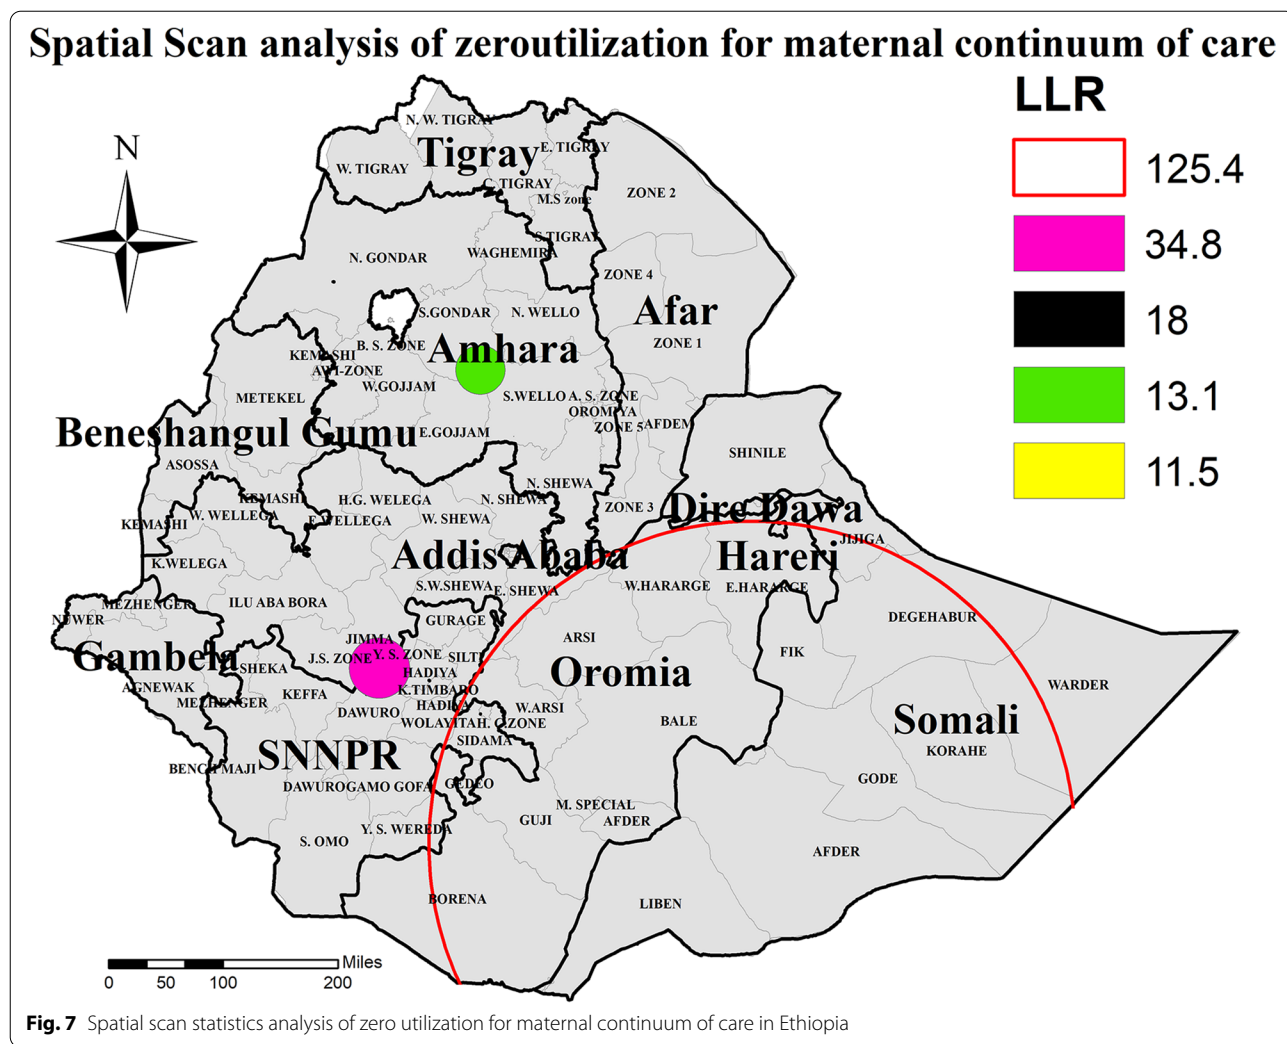 Spatial Scan analysis of zeroutilization for maternal continuum of care
LLR
125.4
34.8
18
13.1
11.5
N
N. W. TIGRAY
Tigray
E. TIGREY
W. TIGRAY
C. TIGRAY
M.S zone
ZONE 2
S.TIGRAY
WAGHEMIRA
N. GONDAR
ZONE 4
S.GONDAR
N. WELLO
Afar
ZONE 1
B. S. ZONE
Amhara
KEMASHI
AWI-ZONE
W.GOJJAM
METEKEL
S.WELLO
A. S. ZONE
OROMIYA
ZONE 5
AFDEM
Beneshangul Gumu
E.GOJJAM
SHINILE
ASOSSA
N. SHEWA
KEMASHI
H.G. WELEGA
N. SHEWA
ZONE 3
Dire Dawa
W. WELLEGA
E.WELLEGA
W. SHEWA
KEMASHI
JIJIGA
Addis Ababa
Hareri
K.WELEGA
S.W.SHEWA
E. SHEWA
W.HARARGE
E.HARARGE
MEZHENGER
ILU ABA BORA
NUWER
GURAGE
DEGEHABUR
JIMMA
ARSI
Gambela
J.S. ZONE
Y. S. ZONE
SILTI
FIK
SHEKA
HADIYA
Oromia
AGNEWAK
KEFFA
K.TIMBARO
WARDER
MEZHENGER
HADIYA
W.ARSI
DAWURO
WOLAYITA
H. C.ZONE
BALE
Somali
SIDAMA
KORAHE
SNNPR
BENCH MAJI
GODE
DAWURO
GAMO GOFA
GEDEO
M. SPECIAL
GUJI
AFDER
Y. S. WEREDA
S. OMO
AFDER
BORENA
LIBEN
Miles
0 50 100 200
Fig. 7 Spatial scan statistics analysis of zero utilization for maternal continuum of care in Ethiopia